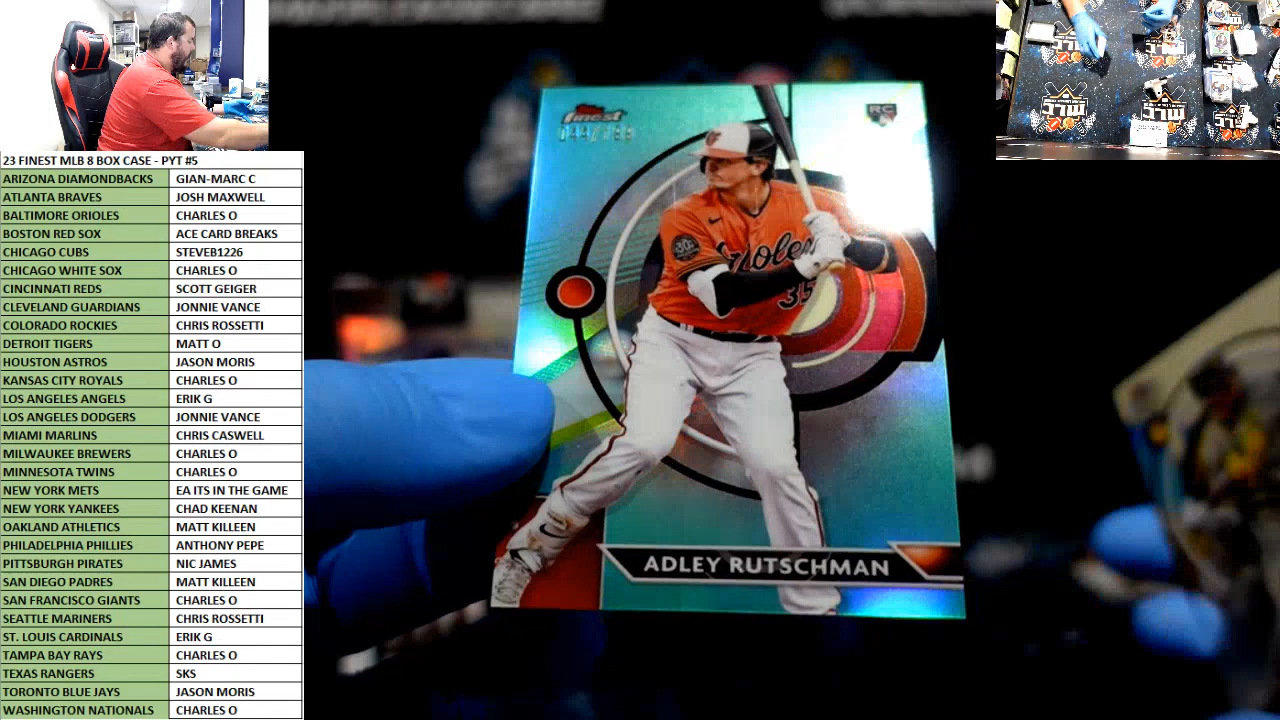 23 FINEST MLB 8 BOX CASE - PYT #5
ARIZONA DIAMONDBACKS GIAN-MARC C
ATLANTA BRAVES JOSH MAXWELL
BALTIMORE ORIOLES CHARLES O
BOSTON RED SOX ACE CARD BREAKS
CHICAGO CUBS STEVEB1226
CHICAGO WHITE SOX CHARLES O
CINCINNATI REDS SCOTT GEIGER
CLEVELAND GUARDIANS JONNIE VANCE
COLORADO ROCKIES CHRIS ROSSETTI
DETROIT TIGERS MATT O
HOUSTON ASTROS JASON MORIS
KANSAS CITY ROYALS CHARLES O
LOS ANGELES ANGELS ERIK G
LOS ANGELES DODGERS JONNIE VANCE
MIAMI MARLINS CHRIS CASWELL
MILWAUKEE BREWERS CHARLES O
MINNESOTA TWINS CHARLES O
NEW YORK METS EA ITS IN THE GAME
NEW YORK YANKEES CHAD KEENAN
OAKLAND ATHLETICS MATT KILLEEN
PHILADELPHIA PHILLIES ANTHONY PEPE
PITTSBURGH PIRATES NIC JAMES
SAN DIEGO PADRES MATT KILLEEN
SAN FRANCISCO GIANTS CHARLES O
SEATTLE MARINERS CHRIS ROSSETTI
ST. LOUIS CARDINALS ERIK G
TAMPA BAY RAYS CHARLES O
TEXAS RANGERS SKS
TORONTO BLUE JAYS JASON MORIS
WASHINGTON NATIONALS CHARLES O
finest
RC
30
Orioles
35
ADLEY RUTSCHMAN